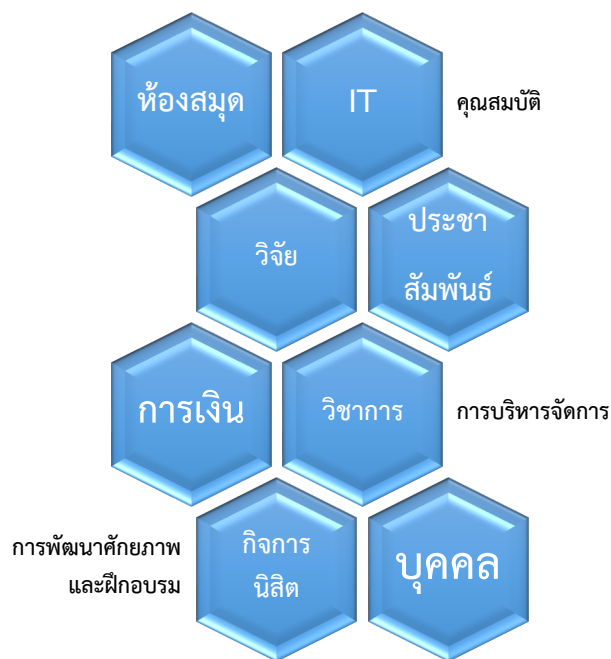 ห้องสมุด
IT
คุณสมบัติ
วิจัย
ประชา
สัมพันธ์
การเงิน
วิชาการ
การบริหารจัดการ
การพัฒนาศักยภาพ
และฝึกอบรม
กิจการ
นิสิต
บุคคล